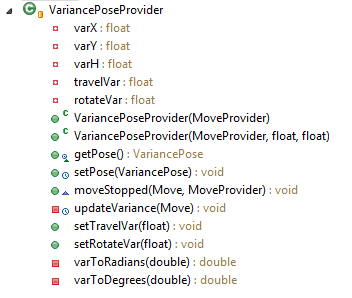 VariancePoseProvider
varX : float
varY : float
varH : float
travelVar : float
rotateVar : float
VariancePoseProvider(MoveProvider)
VariancePoseProvider(MoveProvider, float, float)
getPose() : VariancePose
setPose(VariancePose) : void
moveStopped(Move, MoveProvider) : void
updateVariance(Move) : void
setTravelVar(float) : void
setRotateVar(float) : void
varToRadians(double) : double
varToDegrees(double) : double